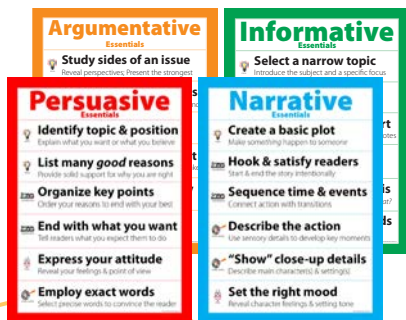 Argumentative
Essentials
Study sides of an issue
Reveal perspectives; Present the strongest
Informative
Essentials
Select a narrow topic
Introduce the subject and a specific focus
Persuasive
Essentials
Identify topic & position
Explain what you want or what you believe
List many good reasons
Provide solid support for why you are right
Organize key points
Order your reasons to end with your best
End with what you want
Tell readers what you expect them to do
Express your attitude
Reveal your feelings & point of view
Employ exact words
Select precise words to convince the reader
Narrative
Essentials
Create a basic plot
Make something happen to someone
Hook & satisfy readers
Start & end the story intentionally
Sequence time & events
Connect action with transitions
Describe the action
Use sensory details to develop key moments
“Show” close-up details
Describe main character(s) & setting(s)
Set the right mood
Reveal character feelings & setting tone